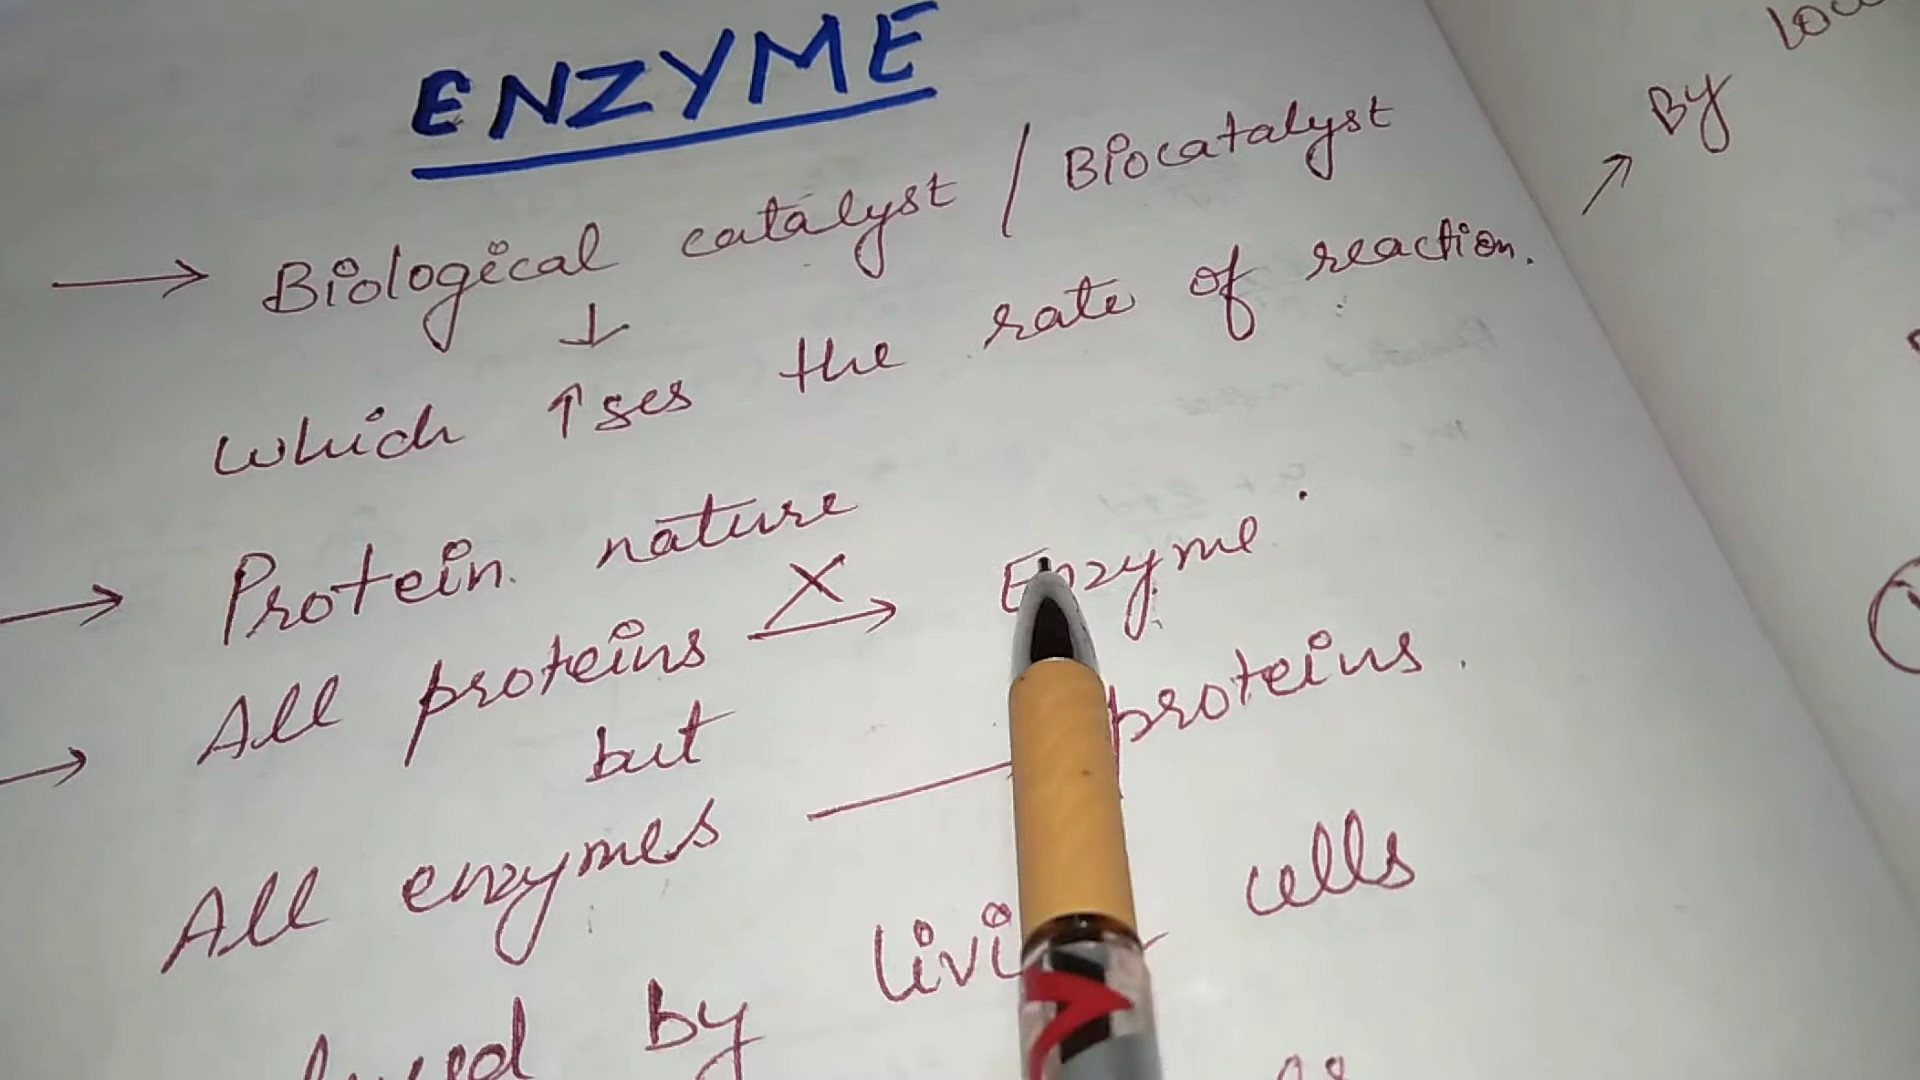 ENZYME
→ Biological catalyst / Biocatalyst
↓
which ↑ses the rate of reaction.
→ Protein nature
→ All proteins X→ Enzyme.
but
All enzymes — proteins.
by cells
By